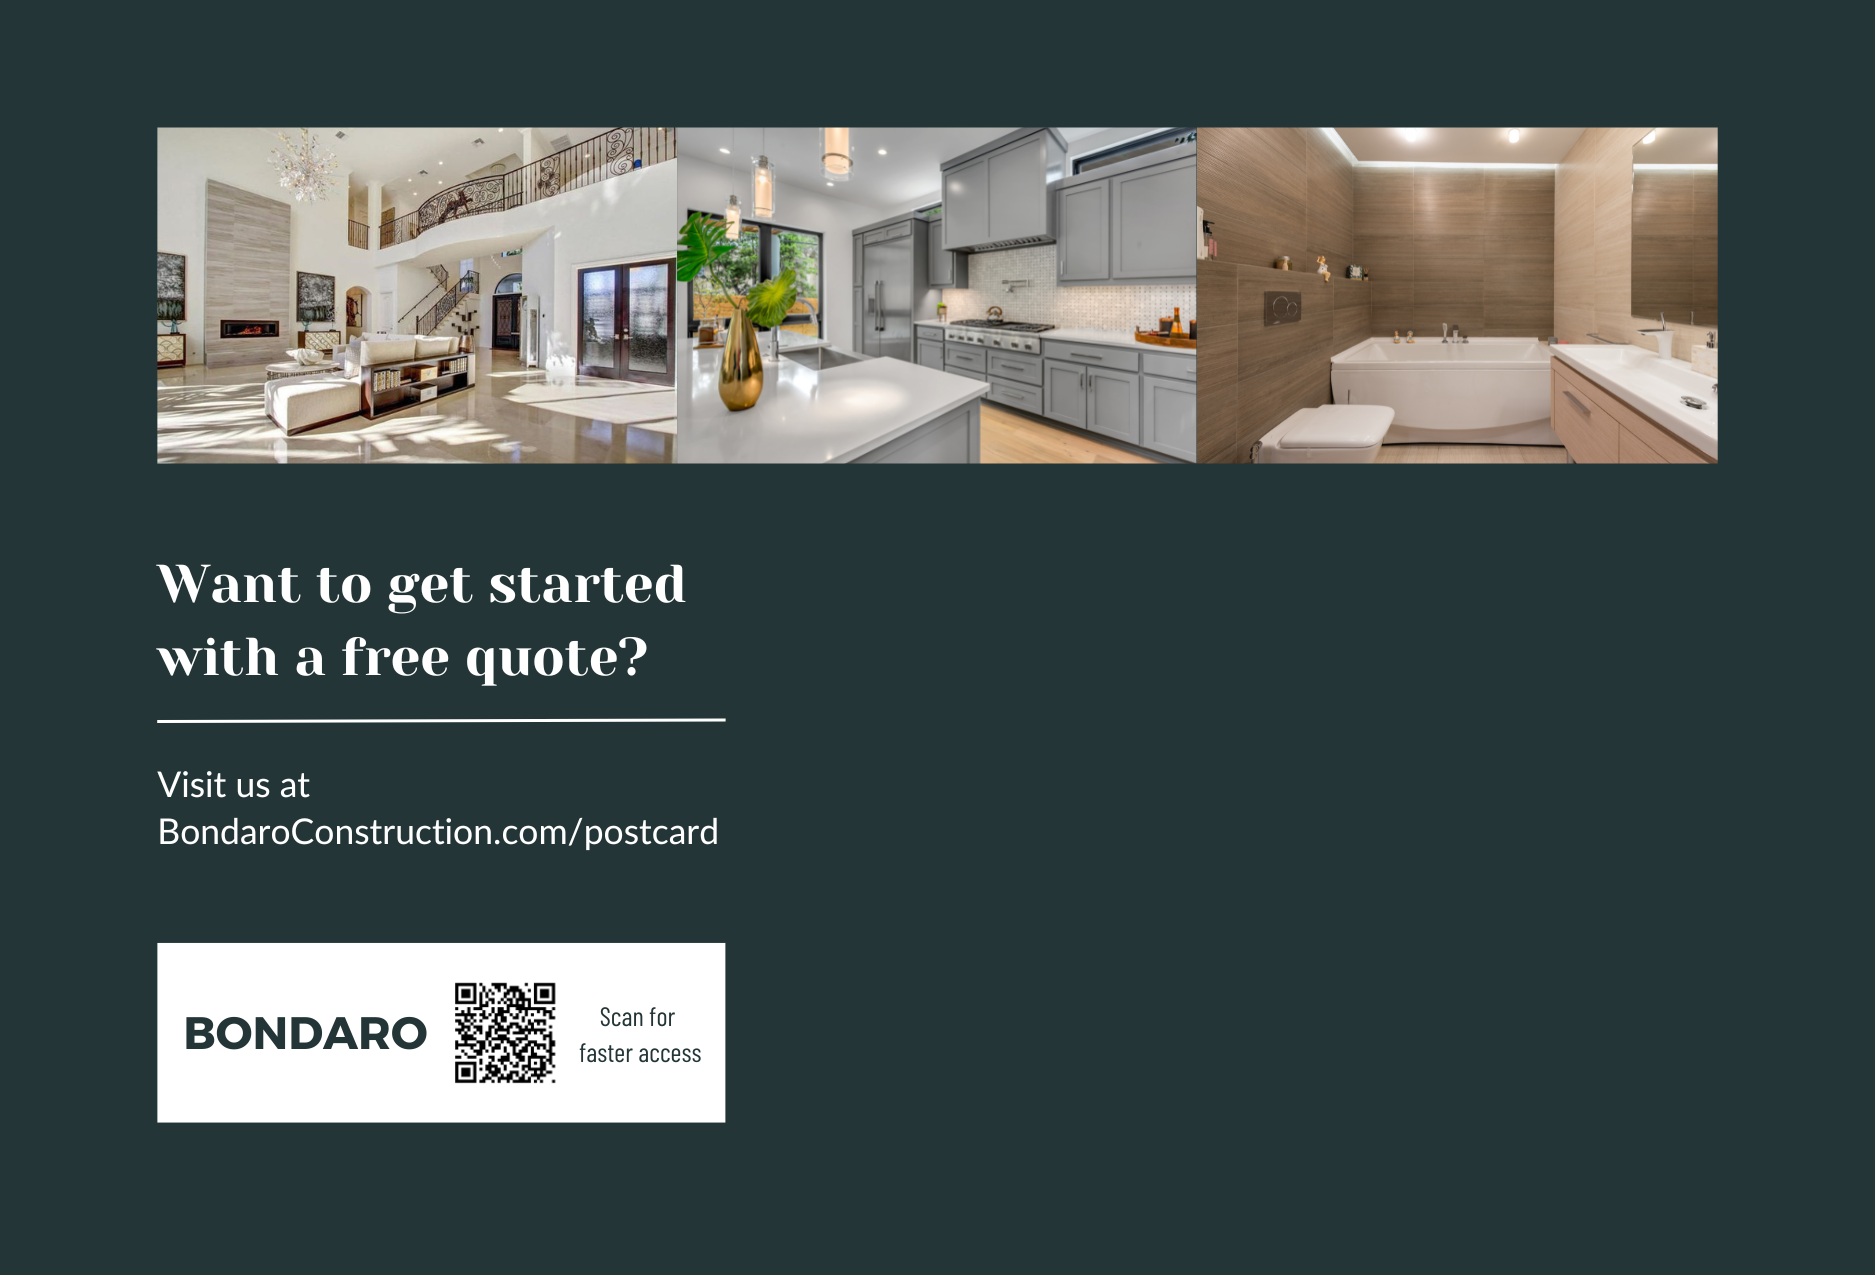 Want to get started
with a free quote?
Visit us at
BondaroConstruction.com/postcard
BONDARO
Scan for
faster access